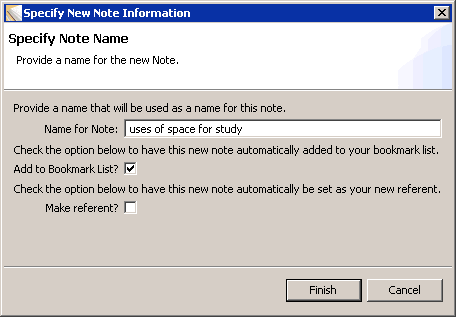 Specify New Note Information
Specify Note Name
Provide a name for the new Note.
Provide a name that will be used as a name for this note.
Name for Note: uses of space for study
Check the option below to have this new note automatically added to your bookmark list.
Add to Bookmark List?
Check the option below to have this new note automatically be set as your new referent.
Make referent?
Finish Cancel